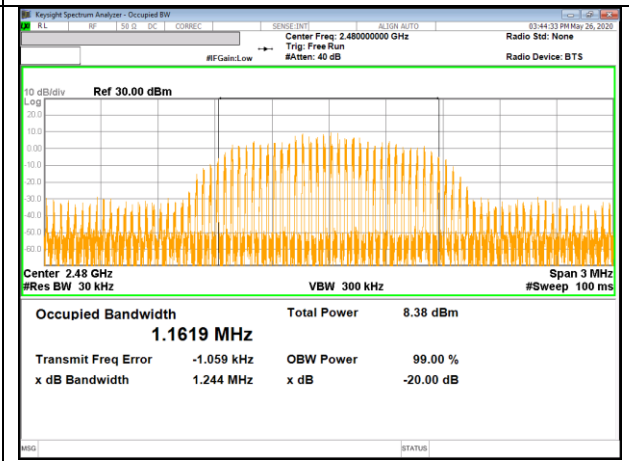 Keysight Spectrum Analyzer - Occupied BW
RL RF 50 Ω DC CORREC SENSE:INT ALIGN AUTO 03:44:33 PM May 26, 2020
Center Freq: 2.480000000 GHz Radio Std: None
Trig: Free Run
#IFGain:Low #Atten: 40 dB Radio Device: BTS
10 dB/div Ref 30.00 dBm
Log
20.0
10.0
0.00
-10.0
-20.0
-30.0
-40.0
-50.0
-60.0
Center 2.48 GHz Span 3 MHz
#Res BW 30 kHz VBW 300 kHz #Sweep 100 ms
Occupied Bandwidth Total Power 8.38 dBm
1.1619 MHz
Transmit Freq Error -1.059 kHz OBW Power 99.00 %
x dB Bandwidth 1.244 MHz x dB -20.00 dB
MSG STATUS